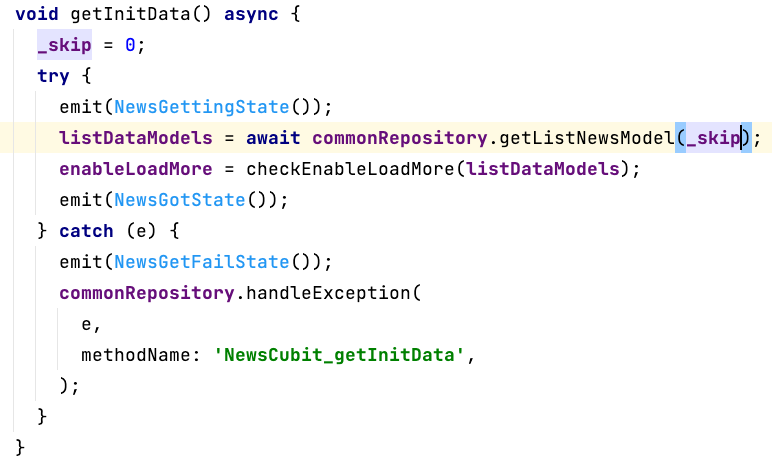 void getInitData() async {
  _skip = 0;
  try {
    emit(NewsGettingState());
    listDataModels = await commonRepository.getListNewsModel(_skip);
    enableLoadMore = checkEnableLoadMore(listDataModels);
    emit(NewsGotState());
  } catch (e) {
    emit(NewsGetFailState());
    commonRepository.handleException(
      e,
      methodName: 'NewsCubit_getInitData',
    );
  }
}